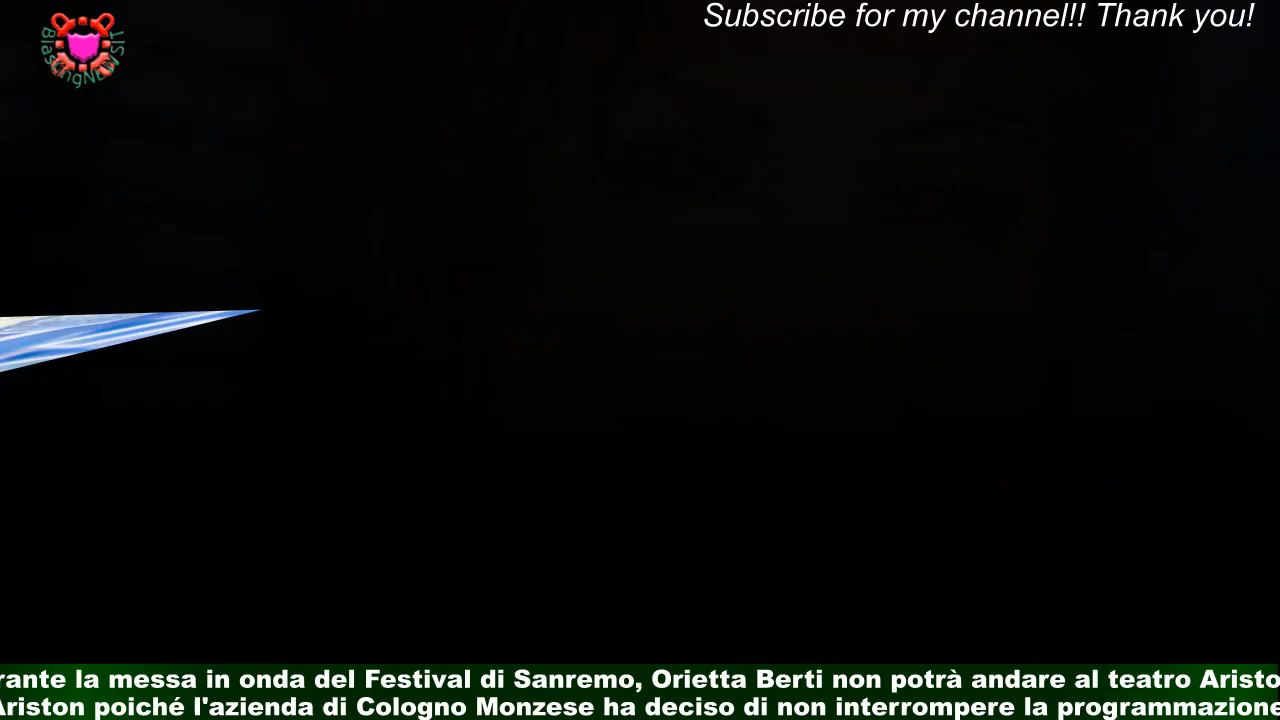 Subscribe for my channel!! Thank you!
BlastingNEWSIT
rante la messa in onda del Festival di Sanremo, Orietta Berti non potrà andare al teatro Aristo
Ariston poiché l'azienda di Cologno Monzese ha deciso di non interrompere la programmazione